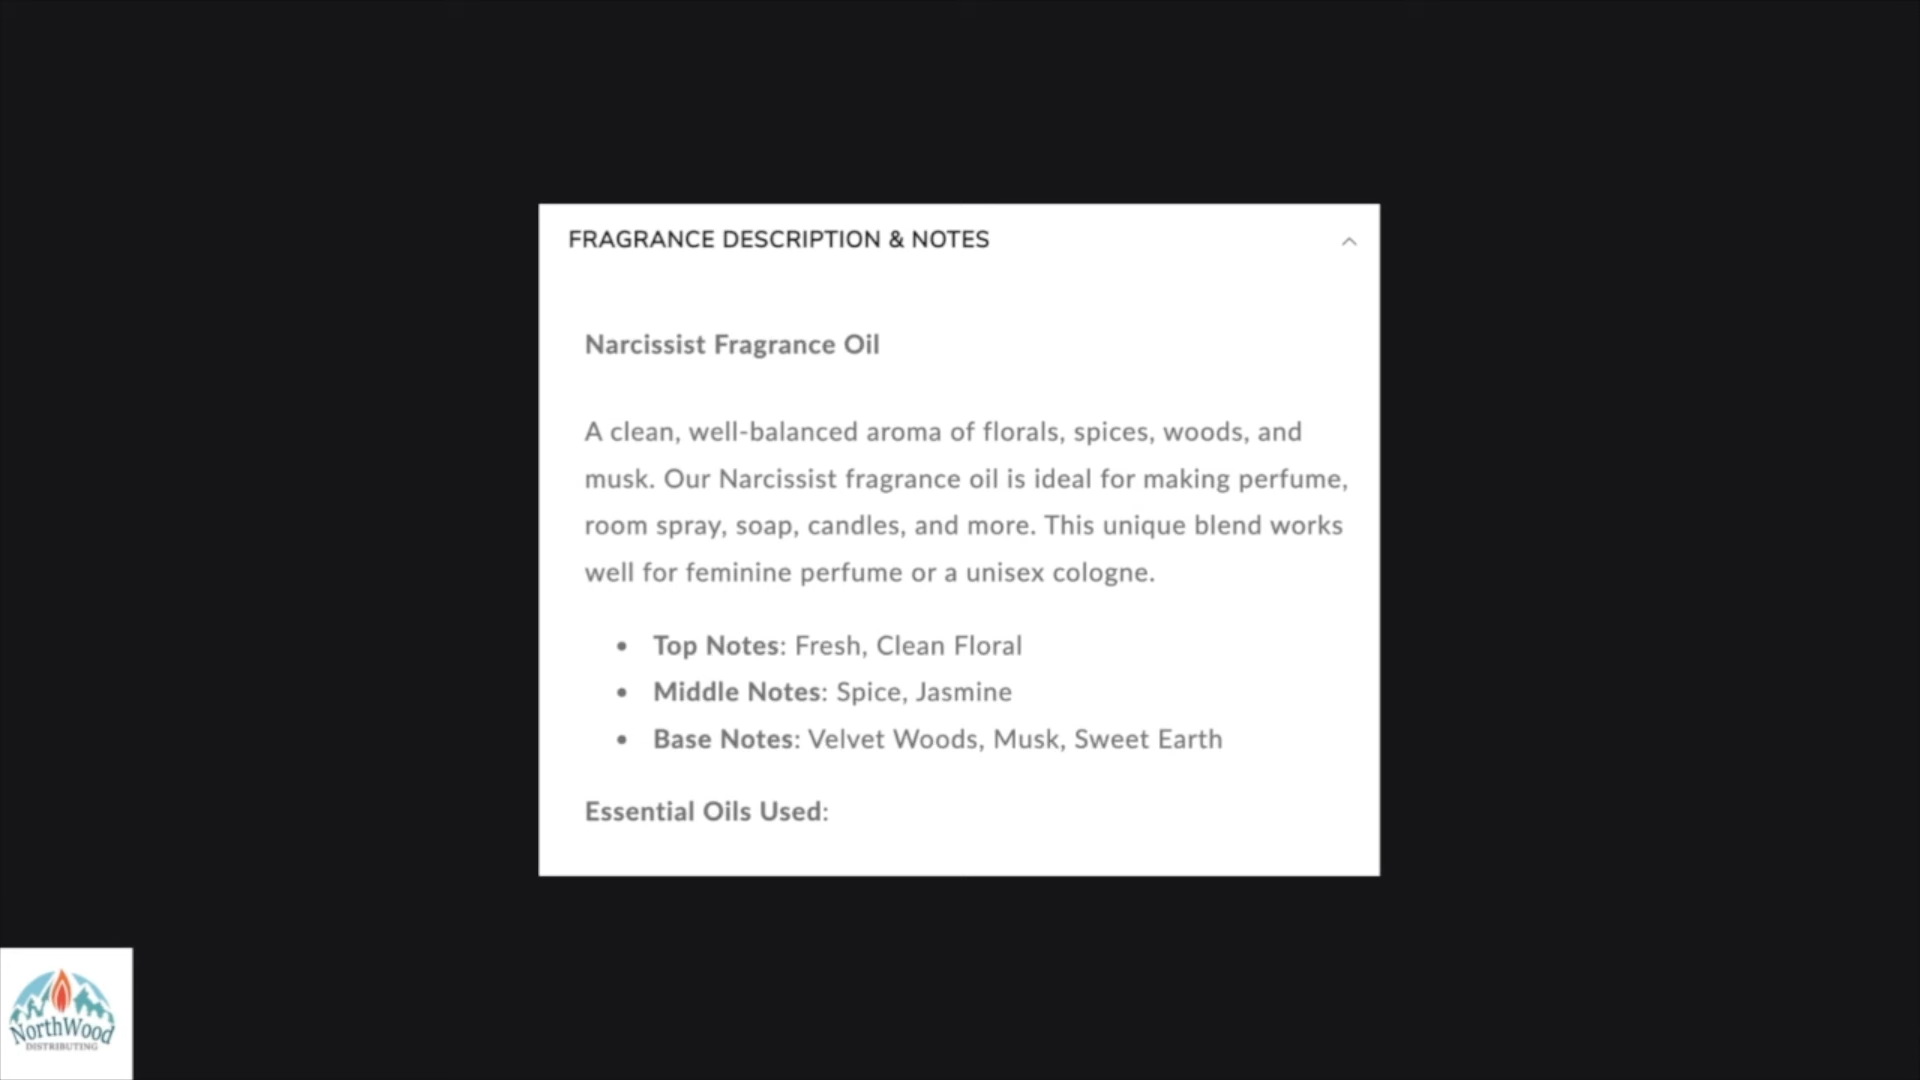 FRAGRANCE DESCRIPTION & NOTES
Narcissist Fragrance Oil
A clean, well-balanced aroma of florals, spices, woods, and
musk. Our Narcissist fragrance oil is ideal for making perfume,
room spray, soap, candles, and more. This unique blend works
well for feminine perfume or a unisex cologne.
• Top Notes: Fresh, Clean Floral
• Middle Notes: Spice, Jasmine
• Base Notes: Velvet Woods, Musk, Sweet Earth
Essential Oils Used:
NorthWood
DISTRIBUTING